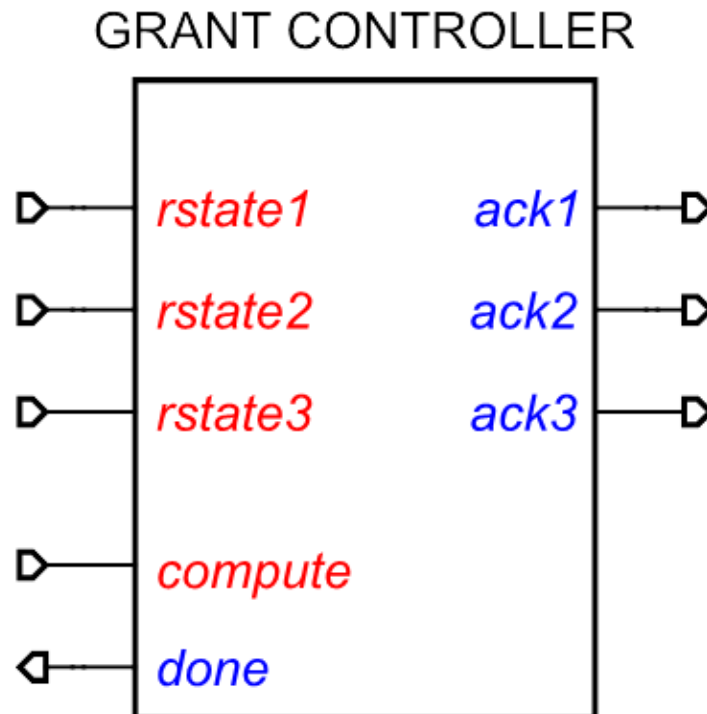 GRANT CONTROLLER
rstate1 ack1
rstate2 ack2
rstate3 ack3
compute
done